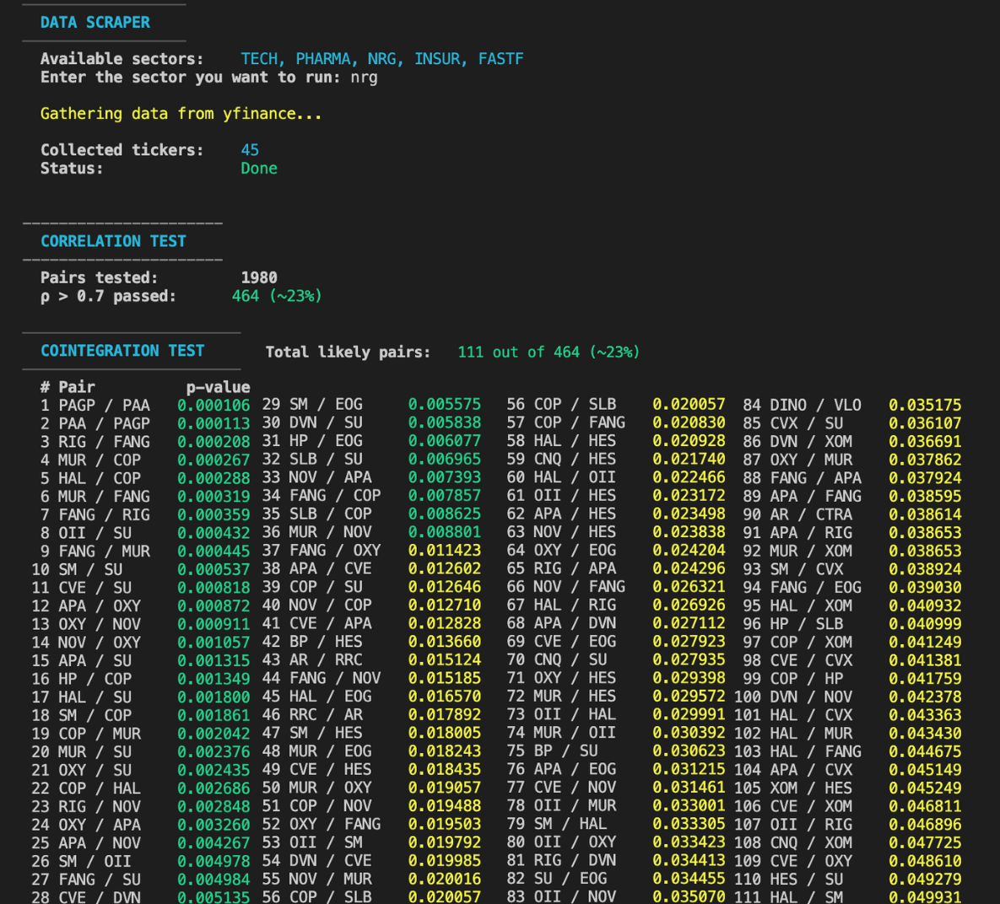 DATA SCRAPER
Available sectors: TECH, PHARMA, NRG, INSUR, FASTF
Enter the sector you want to run: nrg
Gathering data from yfinance...
Collected tickers: 45
Status: Done
CORRELATION TEST
Pairs tested: 1980
ρ > 0.7 passed: 464 (~23%)
COINTEGRATION TEST Total likely pairs: 111 out of 464 (~23%)
# Pair p-value
1 PAGP / PAA 0.000106 29 SM / EOG 0.005575 56 COP / SLB 0.020057 84 DINO / VLO 0.035175
2 PAA / PAGP 0.000113 30 DVN / SU 0.005838 57 COP / FANG 0.020830 85 CVX / SU 0.036107
3 RIG / FANG 0.000208 31 HP / EOG 0.006077 58 HAL / HES 0.020928 86 DVN / XOM 0.036691
4 MUR / COP 0.000267 32 SLB / SU 0.006965 59 CNQ / HES 0.021740 87 OXY / MUR 0.037862
5 HAL / COP 0.000288 33 NOV / APA 0.007393 60 HAL / OII 0.022466 88 FANG / APA 0.037924
6 MUR / FANG 0.000319 34 FANG / COP 0.007857 61 OII / HES 0.023172 89 APA / FANG 0.038595
7 FANG / RIG 0.000359 35 SLB / COP 0.008625 62 APA / HES 0.023498 90 AR / CTRA 0.038614
8 OII / SU 0.000432 36 MUR / NOV 0.008801 63 NOV / HES 0.023838 91 APA / RIG 0.038653
9 FANG / MUR 0.000445 37 FANG / OXY 0.011423 64 OXY / EOG 0.024204 92 MUR / XOM 0.038653
10 SM / SU 0.000537 38 APA / CVE 0.012602 65 RIG / APA 0.024296 93 SM / CVX 0.038924
11 CVE / SU 0.000818 39 COP / SU 0.012646 66 NOV / FANG 0.026321 94 FANG / EOG 0.039030
12 APA / OXY 0.000872 40 NOV / COP 0.012710 67 HAL / RIG 0.026926 95 HAL / XOM 0.040932
13 OXY / NOV 0.000911 41 CVE / APA 0.012828 68 APA / DVN 0.027112 96 HP / SLB 0.040999
14 NOV / OXY 0.001057 42 BP / HES 0.013660 69 CVE / EOG 0.027923 97 COP / XOM 0.041249
15 APA / SU 0.001315 43 AR / RRC 0.015124 70 CNQ / SU 0.027935 98 CVE / CVX 0.041381
16 HP / COP 0.001349 44 FANG / NOV 0.015185 71 OXY / HES 0.029398 99 COP / HP 0.041759
17 HAL / SU 0.001800 45 HAL / EOG 0.016570 72 MUR / HES 0.029572 100 DVN / NOV 0.042378
18 SM / COP 0.001861 46 RRC / AR 0.017892 73 OII / HAL 0.029991 101 HAL / CVX 0.043363
19 COP / MUR 0.002042 47 SM / HES 0.018005 74 MUR / OII 0.030392 102 HAL / MUR 0.043430
20 MUR / SU 0.002376 48 MUR / EOG 0.018243 75 BP / SU 0.030623 103 HAL / FANG 0.044675
21 OXY / SU 0.002435 49 CVE / HES 0.018435 76 APA / EOG 0.031215 104 APA / CVX 0.045149
22 COP / HAL 0.002686 50 MUR / OXY 0.019057 77 CVE / NOV 0.031461 105 XOM / HES 0.045249
23 RIG / NOV 0.002848 51 COP / NOV 0.019488 78 OII / MUR 0.033001 106 CVE / XOM 0.046811
24 OXY / APA 0.003260 52 OXY / FANG 0.019503 79 SM / HAL 0.033305 107 OII / RIG 0.046896
25 APA / NOV 0.004267 53 OII / SM 0.019792 80 OII / OXY 0.033423 108 CNQ / XOM 0.047725
26 SM / OII 0.004978 54 DVN / CVE 0.019985 81 RIG / DVN 0.034413 109 CVE / OXY 0.048610
27 FANG / SU 0.004984 55 NOV / MUR 0.020016 82 SU / EOG 0.034455 110 HES / SU 0.049279
28 CVE / DVN 0.005135 56 COP / SLB 0.020057 83 OII / NOV 0.035070 111 HAL / SM 0.049931